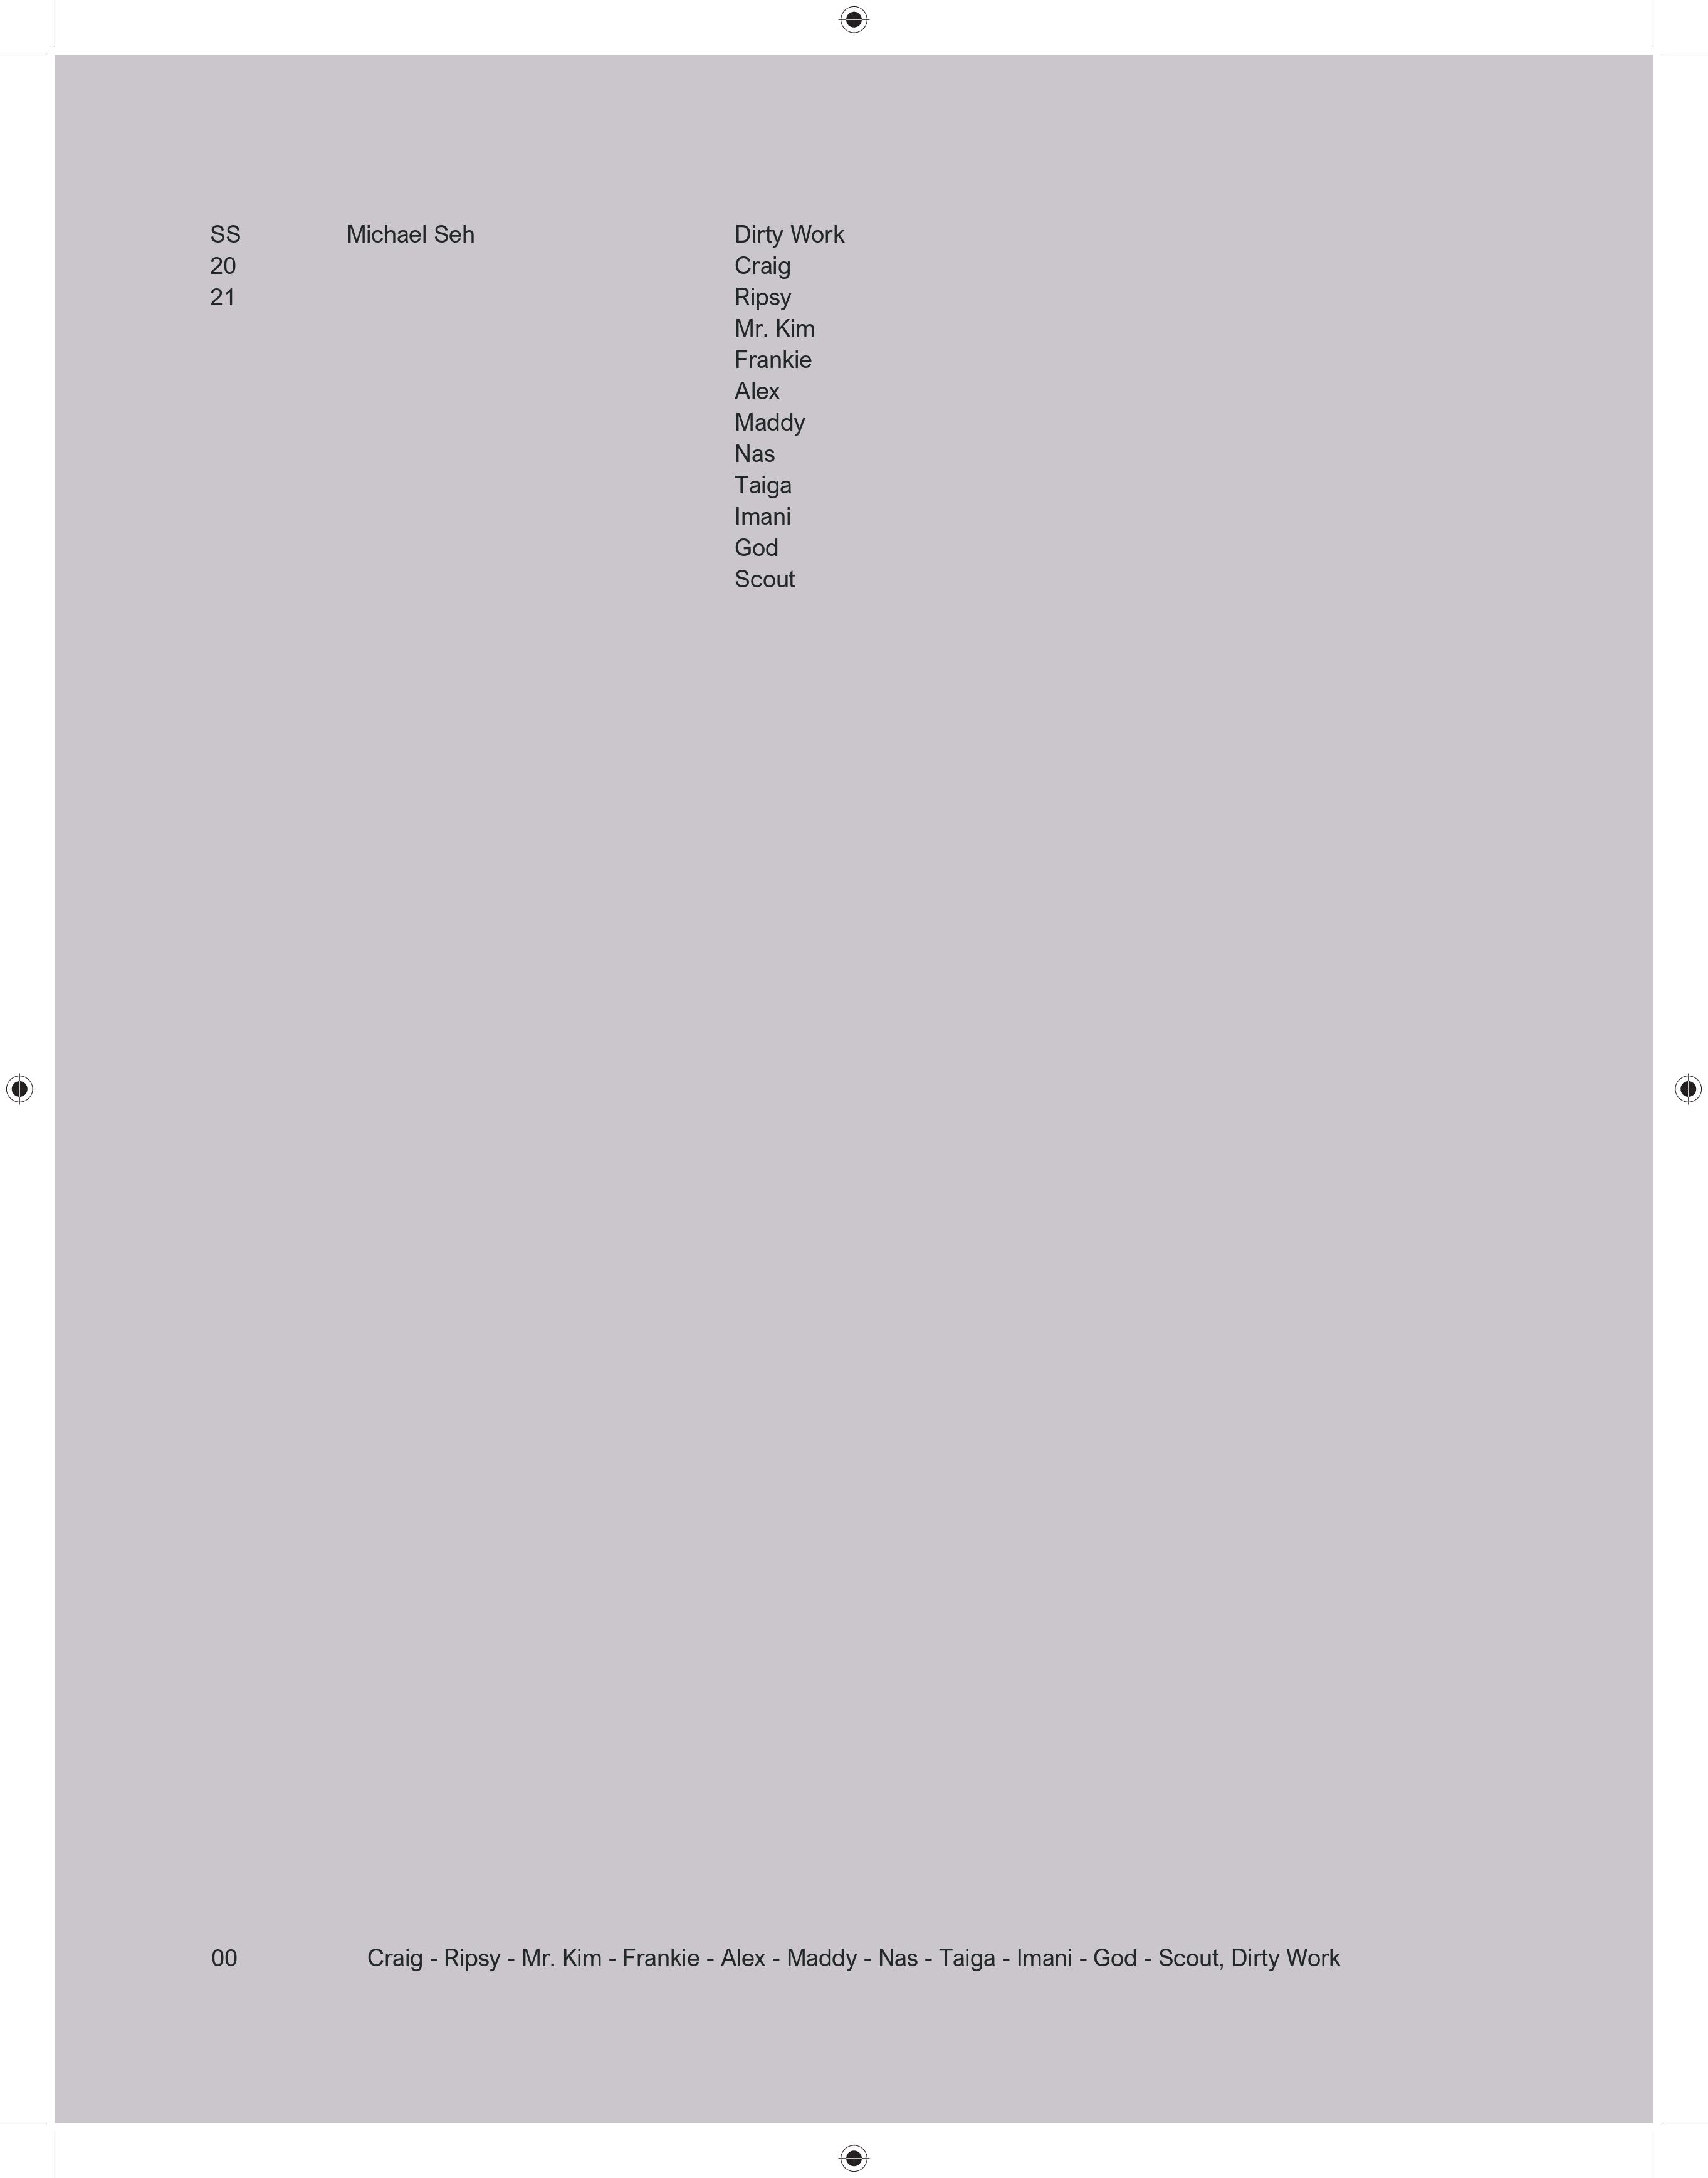 SS
20
21
Michael Seh
Dirty Work
Craig
Ripsy
Mr. Kim
Frankie
Alex
Maddy
Nas
Taiga
Imani
God
Scout
00
Craig - Ripsy - Mr. Kim - Frankie - Alex - Maddy - Nas - Taiga - Imani - God - Scout, Dirty Work